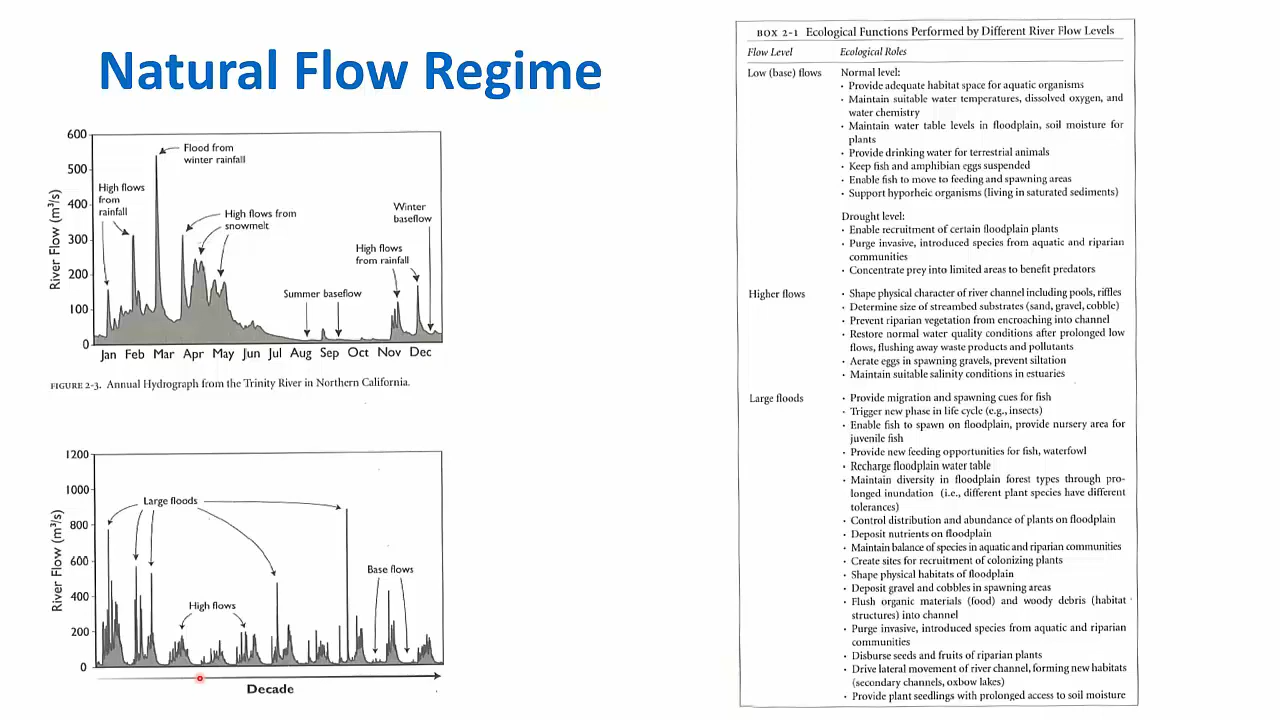 Natural Flow Regime
600
500
400
300
200
100
0
River Flow (m³/s)
High flows
from
rainfall
Flood from
winter rainfall
High flows from
snowmelt
Summer baseflow
High flows
from rainfall
Winter
baseflow
Jan Feb Mar Apr May Jun Jul Aug Sep Oct Nov Dec
FIGURE 2-3. Annual Hydrograph from the Trinity River in Northern California.
1200
1000
800
600
400
200
0
River Flow (m³/s)
Large floods
High flows
Base flows
Decade
BOX 2-1 Ecological Functions Performed by Different River Flow Levels
Flow Level Ecological Roles
Low (base) flows Normal level:
· Provide adequate habitat space for aquatic organisms
· Maintain suitable water temperatures, dissolved oxygen, and
water chemistry
· Maintain water table levels in floodplain, soil moisture for
plants
· Provide drinking water for terrestrial animals
· Keep fish and amphibian eggs suspended
· Enable fish to move to feeding and spawning areas
· Support hyporheic organisms (living in saturated sediments)
Drought level:
· Enable recruitment of certain floodplain plants
· Purge invasive, introduced species from aquatic and riparian
communities
· Concentrate prey into limited areas to benefit predators
Higher flows · Shape physical character of river channel including pools, riffles
· Determine size of streambed substrates (sand, gravel, cobble)
· Prevent riparian vegetation from encroaching into channel
· Restore normal water quality conditions after prolonged low
flows, flushing away waste products and pollutants
· Aerate eggs in spawning gravels, prevent siltation
· Maintain suitable salinity conditions in estuaries
Large floods · Provide migration and spawning cues for fish
· Trigger new phase in life cycle (e.g., insects)
· Enable fish to spawn on floodplain, provide nursery area for
juvenile fish
· Provide new feeding opportunities for fish, waterfowl
· Recharge floodplain water table
· Maintain diversity in floodplain forest types through pro-
longed inundation (i.e., different plant species have different
tolerances)
· Control distribution and abundance of plants on floodplain
· Deposit nutrients on floodplain
· Maintain balance of species in aquatic and riparian communities
· Create sites for recruitment of colonizing plants
· Shape physical habitats of floodplain
· Deposit gravel and cobbles in spawning areas
· Flush organic materials (food) and woody debris (habitat
structures) into channel
· Purge invasive, introduced species from aquatic and riparian
communities
· Disburse seeds and fruits of riparian plants
· Drive lateral movement of river channel, forming new habitats
(secondary channels, oxbow lakes)
· Provide plant seedlings with prolonged access to soil moisture